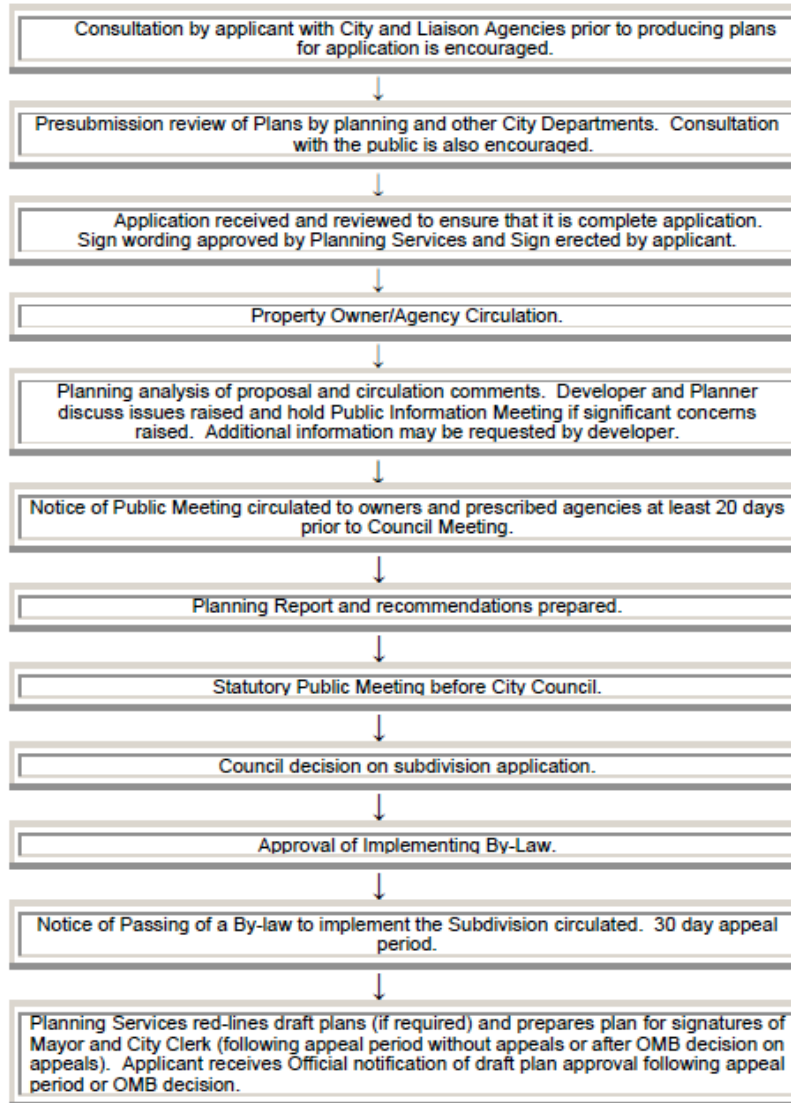 Consultation by applicant with City and Liaison Agencies prior to producing plans
for application is encouraged.
↓
Presubmission review of Plans by planning and other City Departments.  Consultation
with the public is also encouraged.
↓
Application received and reviewed to ensure that it is complete application.
Sign wording approved by Planning Services and Sign erected by applicant.
↓
Property Owner/Agency Circulation.
↓
Planning analysis of proposal and circulation comments.  Developer and Planner
discuss issues raised and hold Public Information Meeting if significant concerns
raised.  Additional information may be requested by developer.
↓
Notice of Public Meeting circulated to owners and prescribed agencies at least 20 days
prior to Council Meeting.
↓
Planning Report and recommendations prepared.
↓
Statutory Public Meeting before City Council.
↓
Council decision on subdivision application.
↓
Approval of Implementing By-Law.
↓
Notice of Passing of a By-law to implement the Subdivision circulated.  30 day appeal
period.
↓
Planning Services red-lines draft plans (if required) and prepares plan for signatures of
Mayor and City Clerk (following appeal period without appeals or after OMB decision on
appeals).  Applicant receives Official notification of draft plan approval following appeal
period or OMB decision.